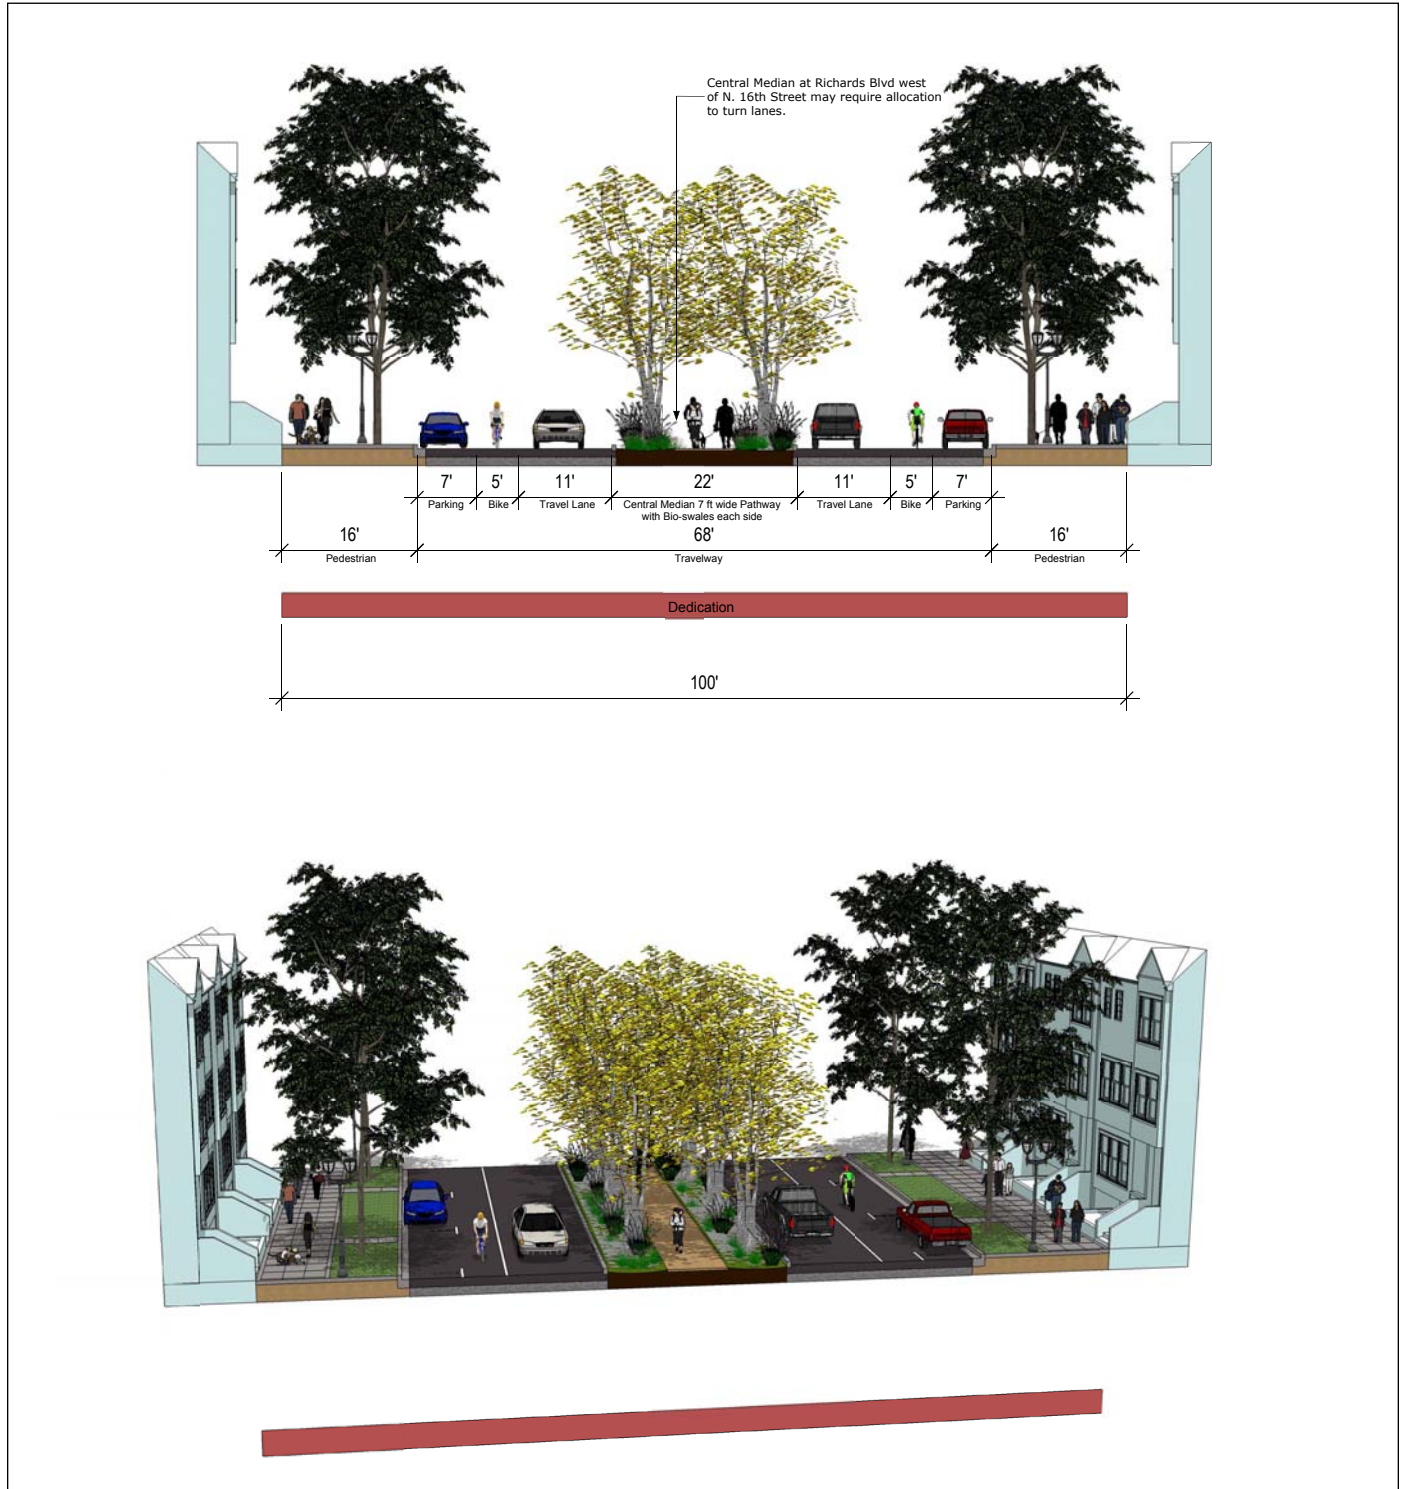 Central Median at Richards Blvd west
of N. 16th Street may require allocation
to turn lanes.
7' 5' 11' 22' 11' 5' 7'
Parking Bike Travel Lane Central Median 7 ft wide Pathway Travel Lane Bike Parking
with Bio-swales each side
16' 68' 16'
Pedestrian Travelway Pedestrian
Dedication
100'